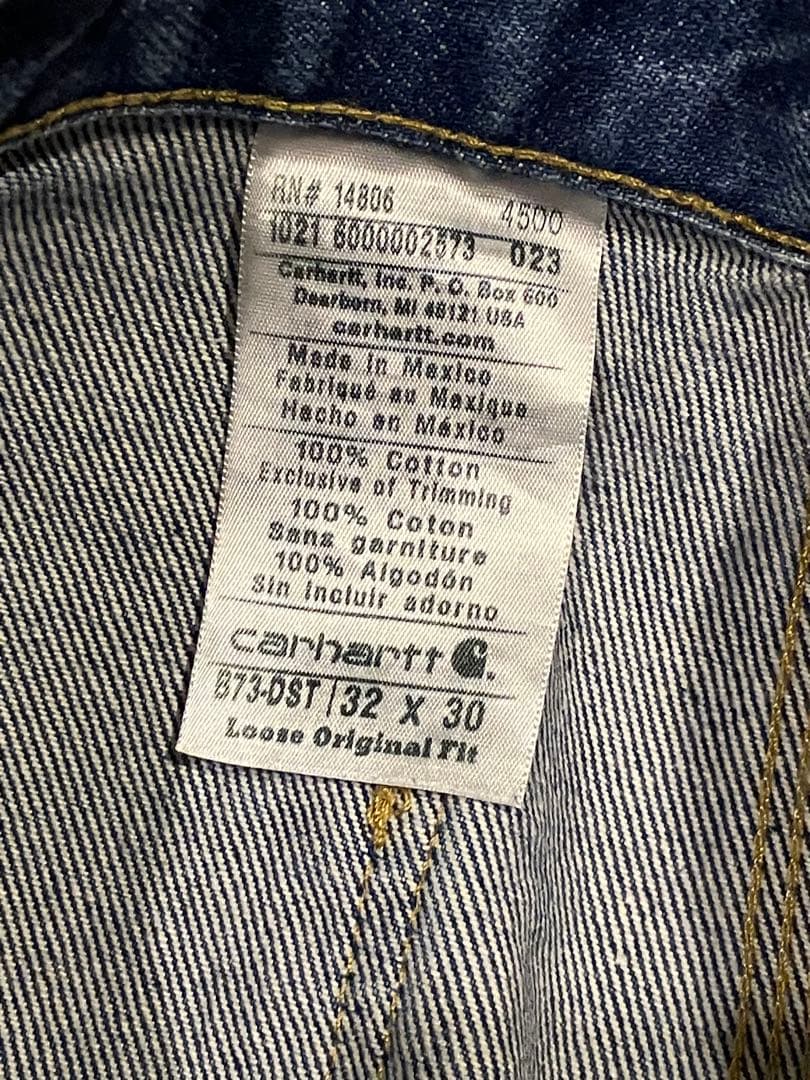 RN# 14806 4500
1021 6000002573 023
Carhartt, Inc. P. O. Box 600
Dearborn, MI 48121 USA
carhartt.com
Made in Mexico
Fabriqué au Mexique
Hecho en México
100% Cotton
Exclusive of Trimming
100% Coton
Sans garniture
100% Algodón
Sin incluir adorno
carhartt
B73-DST | 32 X 30
Loose Original Fit